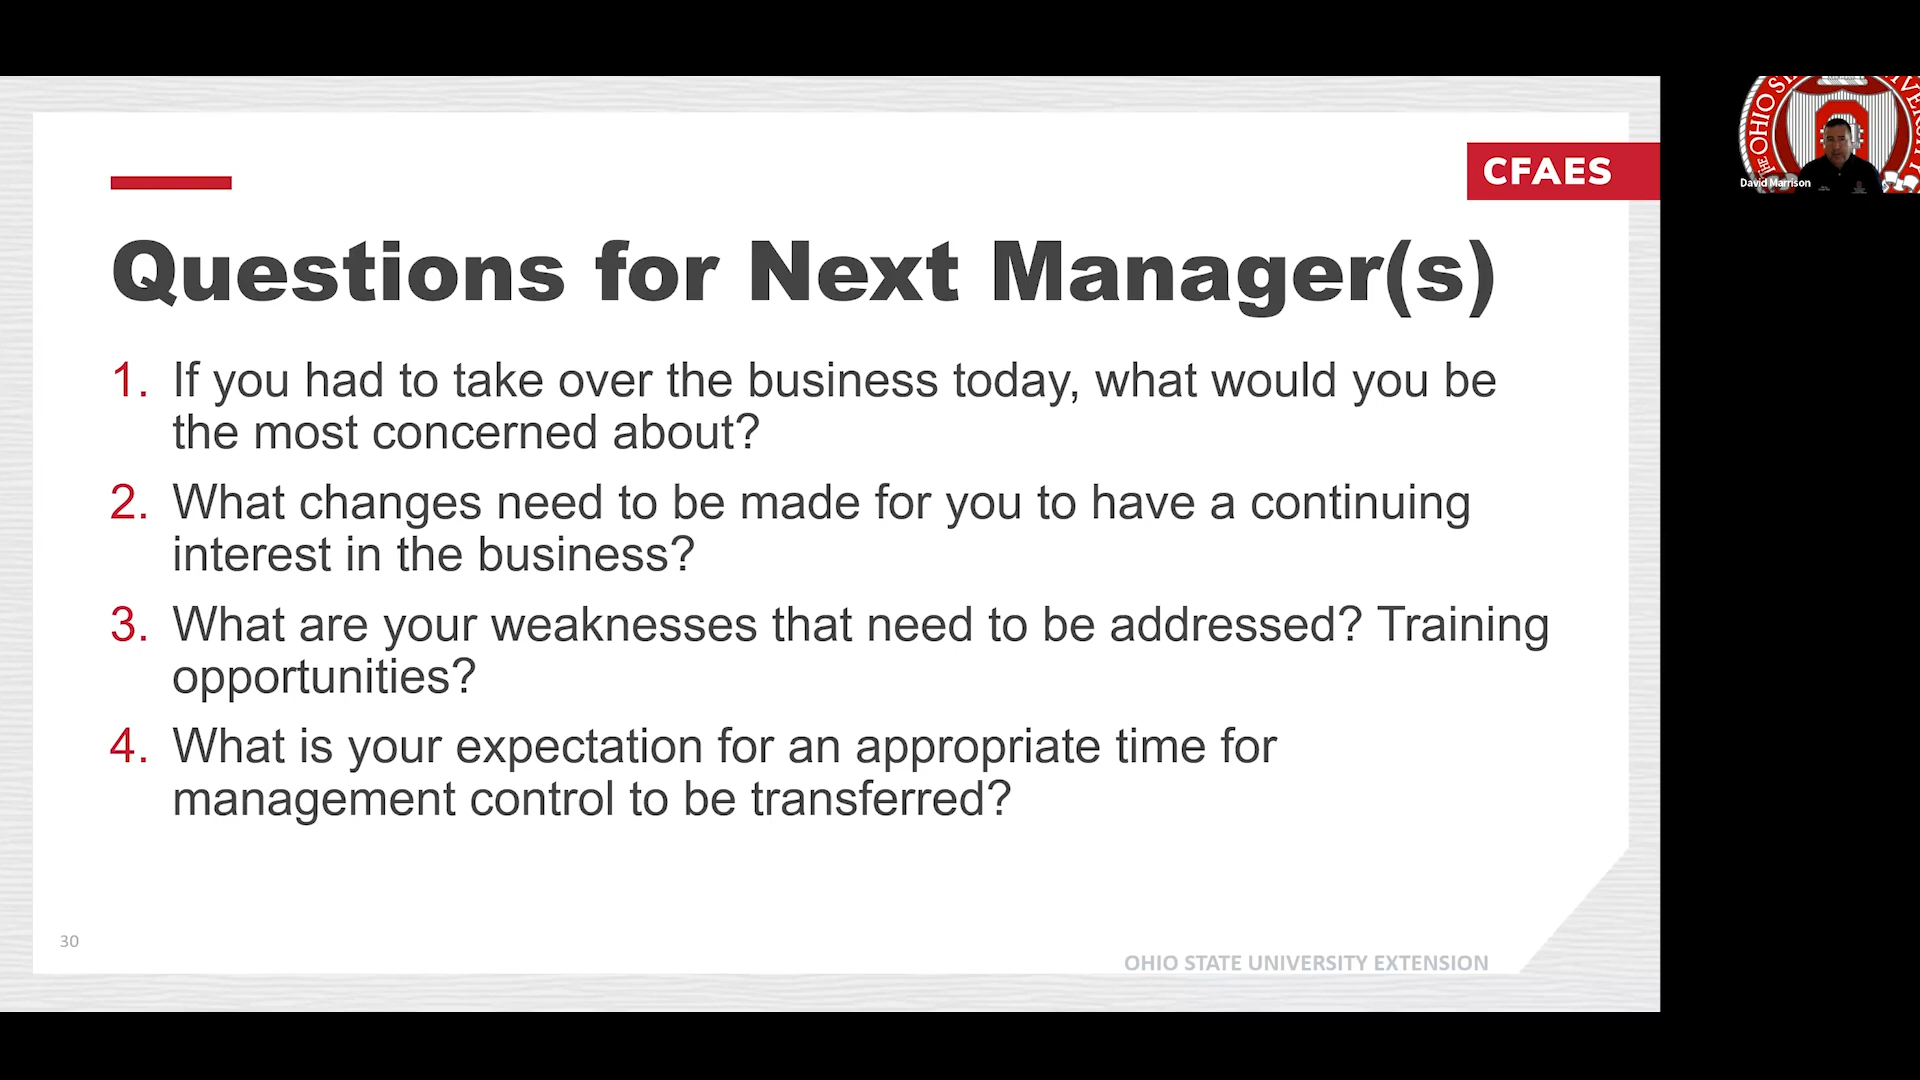 CFAES
Questions for Next Manager(s)
1. If you had to take over the business today, what would you be
the most concerned about?
2. What changes need to be made for you to have a continuing
interest in the business?
3. What are your weaknesses that need to be addressed? Training
opportunities?
4. What is your expectation for an appropriate time for
management control to be transferred?
30
OHIO STATE UNIVERSITY EXTENSION
THE OHIO
David Marrison